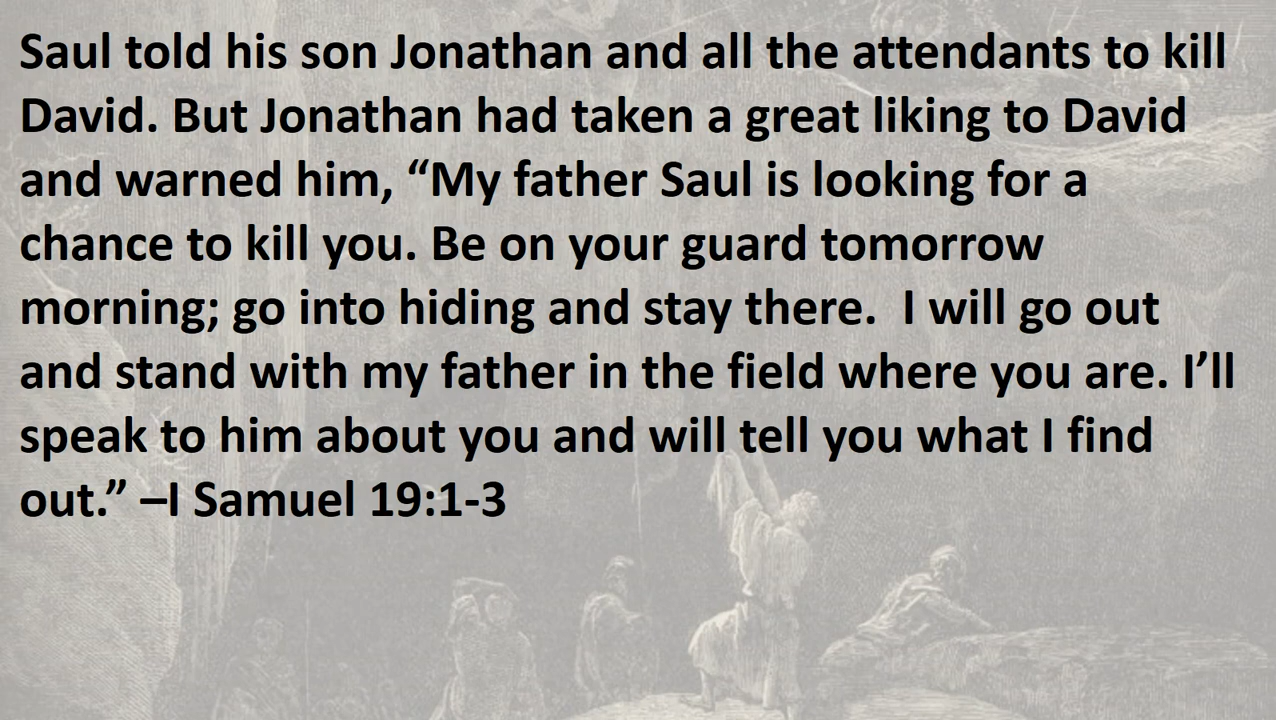 Saul told his son Jonathan and all the attendants to kill
David. But Jonathan had taken a great liking to David
and warned him, “My father Saul is looking for a
chance to kill you. Be on your guard tomorrow
morning; go into hiding and stay there.  I will go out
and stand with my father in the field where you are. I’ll
speak to him about you and will tell you what I find
out.” –I Samuel 19:1-3